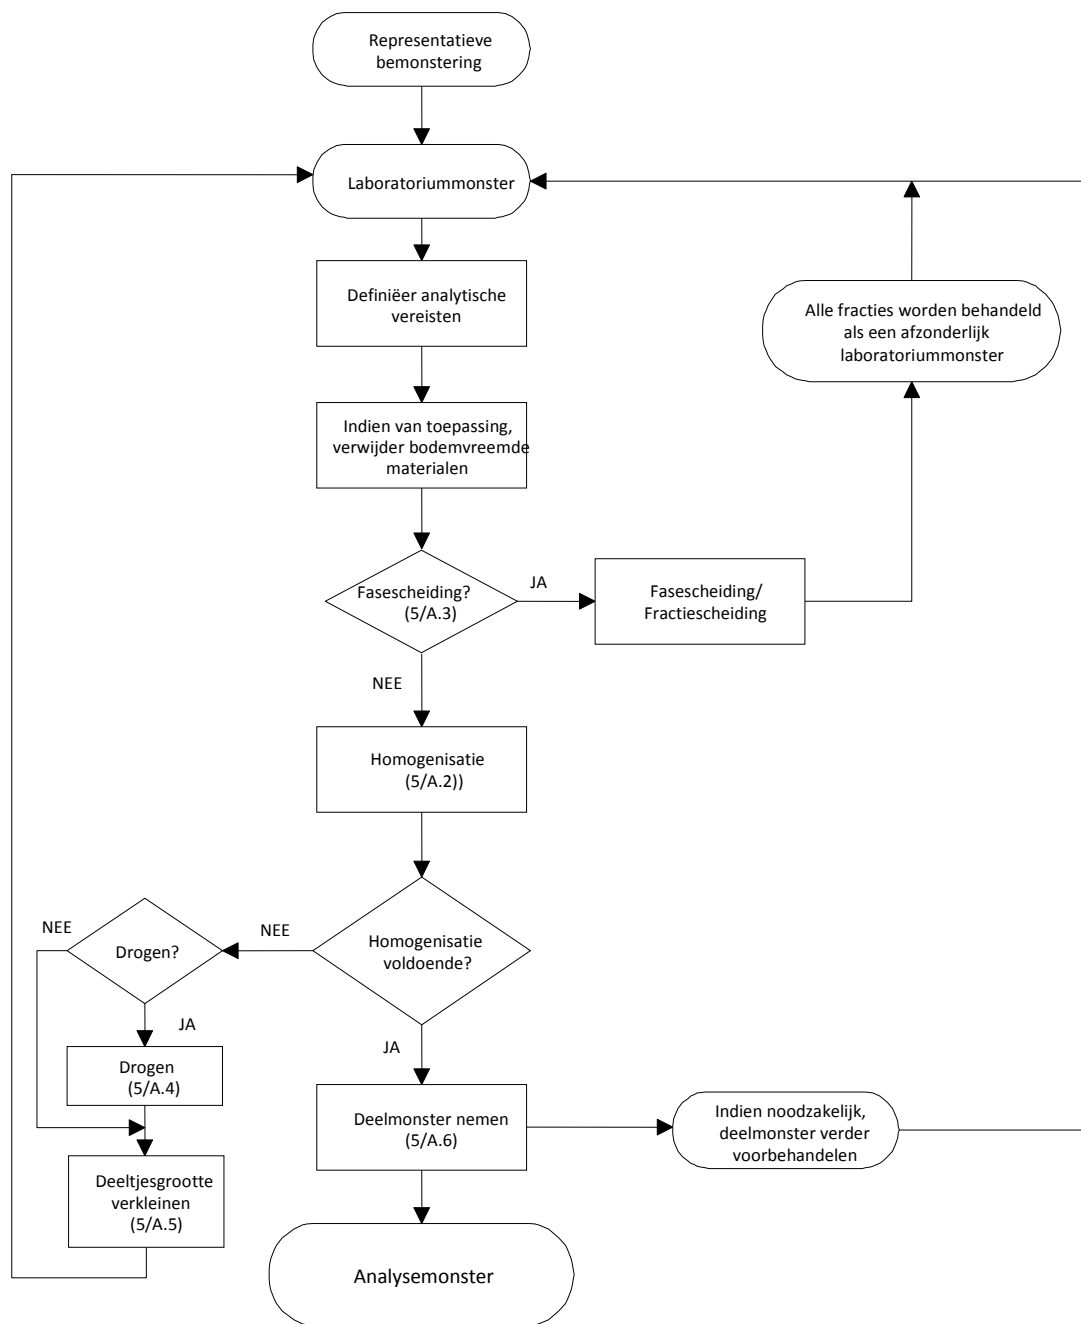 Representatieve
bemonstering
Laboratoriummonster
Definiëer analytische
vereisten
Alle fracties worden behandeld
als een afzonderlijk
laboratoriummonster
Indien van toepassing,
verwijder bodemvreemde
materialen
Fasescheiding?
(5/A.3)
JA
Fasescheiding/
Fractiescheiding
NEE
Homogenisatie
(5/A.2))
Homogenisatie
voldoende?
NEE
Drogen?
NEE
JA
Drogen
(5/A.4)
Deeltjesgrootte
verkleinen
(5/A.5)
JA
Deelmonster nemen
(5/A.6)
Indien noodzakelijk,
deelmonster verder
voorbehandelen
Analysemonster